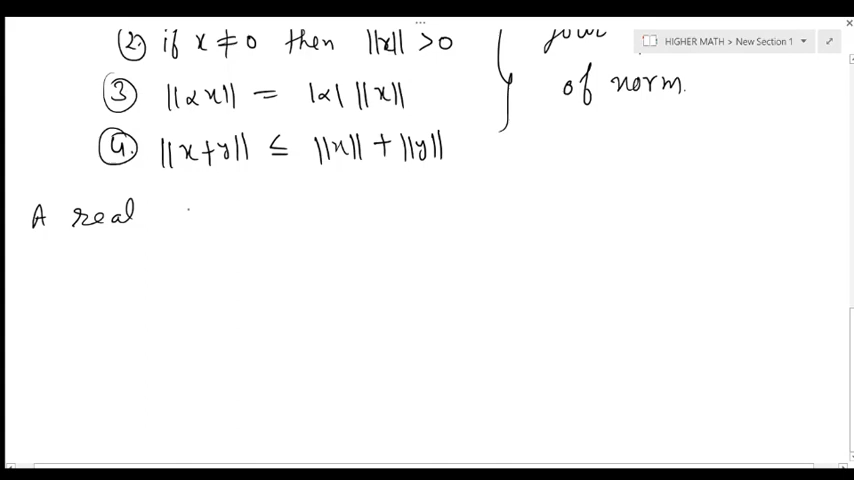 HIGHER MATH > New Section 1
② if x ≠ 0 then ||x|| > 0
③ ||αx|| = |α| ||x||
of norm.
④. ||x+y|| ≤ ||x|| + ||y||
A real